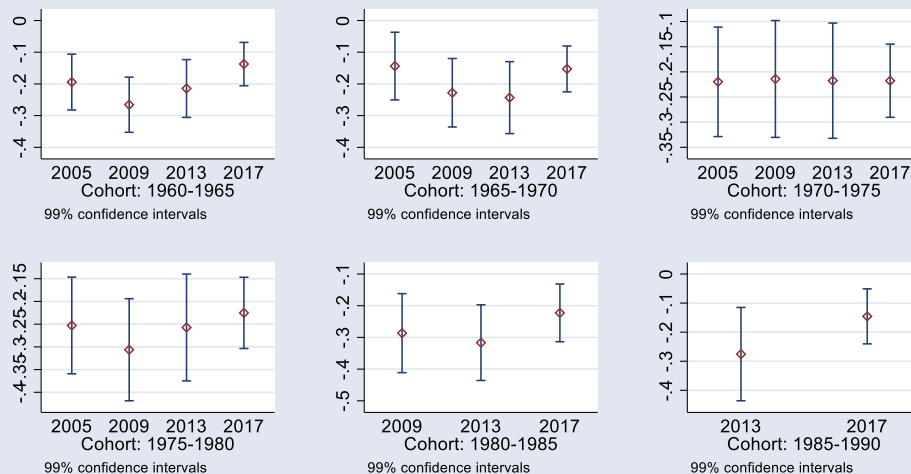 0
-.1
-.2
-.3
-.4
2005 2009 2013 2017
Cohort: 1960-1965
99% confidence intervals
0
-.1
-.2
-.3
-.4
2005 2009 2013 2017
Cohort: 1965-1970
99% confidence intervals
-.1
-.15
-.2
-.25
-.3
-.35
2005 2009 2013 2017
Cohort: 1970-1975
99% confidence intervals
-.15
-.2
-.25
-.3
-.35
-.4
2005 2009 2013 2017
Cohort: 1975-1980
99% confidence intervals
-.1
-.2
-.3
-.4
-.5
2009 2013 2017
Cohort: 1980-1985
99% confidence intervals
0
-.1
-.2
-.3
-.4
2013 2017
Cohort: 1985-1990
99% confidence intervals